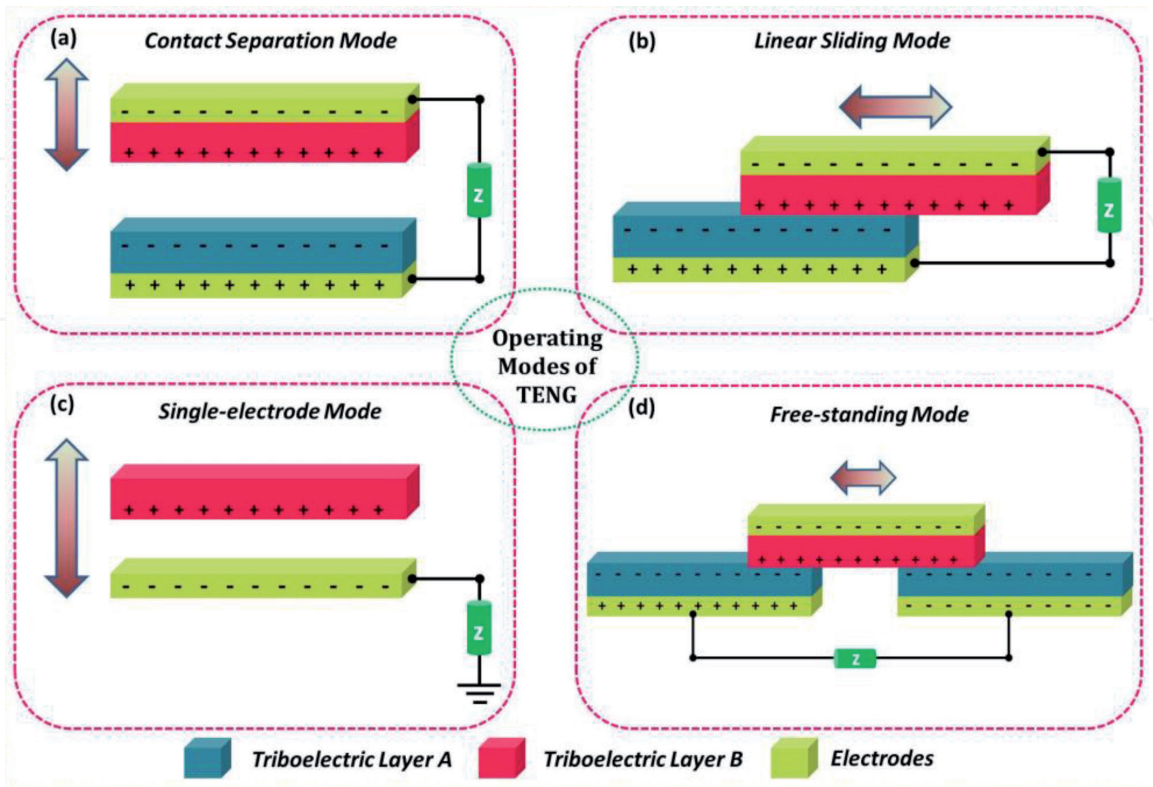 (a) Contact Separation Mode
- - - - - - - - - - -
+ + + + + + + + + + +
Z
- - - - - - - - - - -
+ + + + + + + + + + +
(b) Linear Sliding Mode
- - - - - - - - - - -
+ + + + + + + + + + +
Z
- - - - - - - - - - -
+ + + + + + + + + + +
Operating
Modes of
TENG
(c) Single-electrode Mode
+ + + + + + + + + + +
- - - - - - - - - - -
Z
(d) Free-standing Mode
- - - - - - - - - - -
+ + + + + + + + + + +
- - - - - - - - - - -
- - - - - - - - - - -
+ + + + + + + + + + +
- - - - - - - - - - -
Z
Triboelectric Layer A Triboelectric Layer B Electrodes